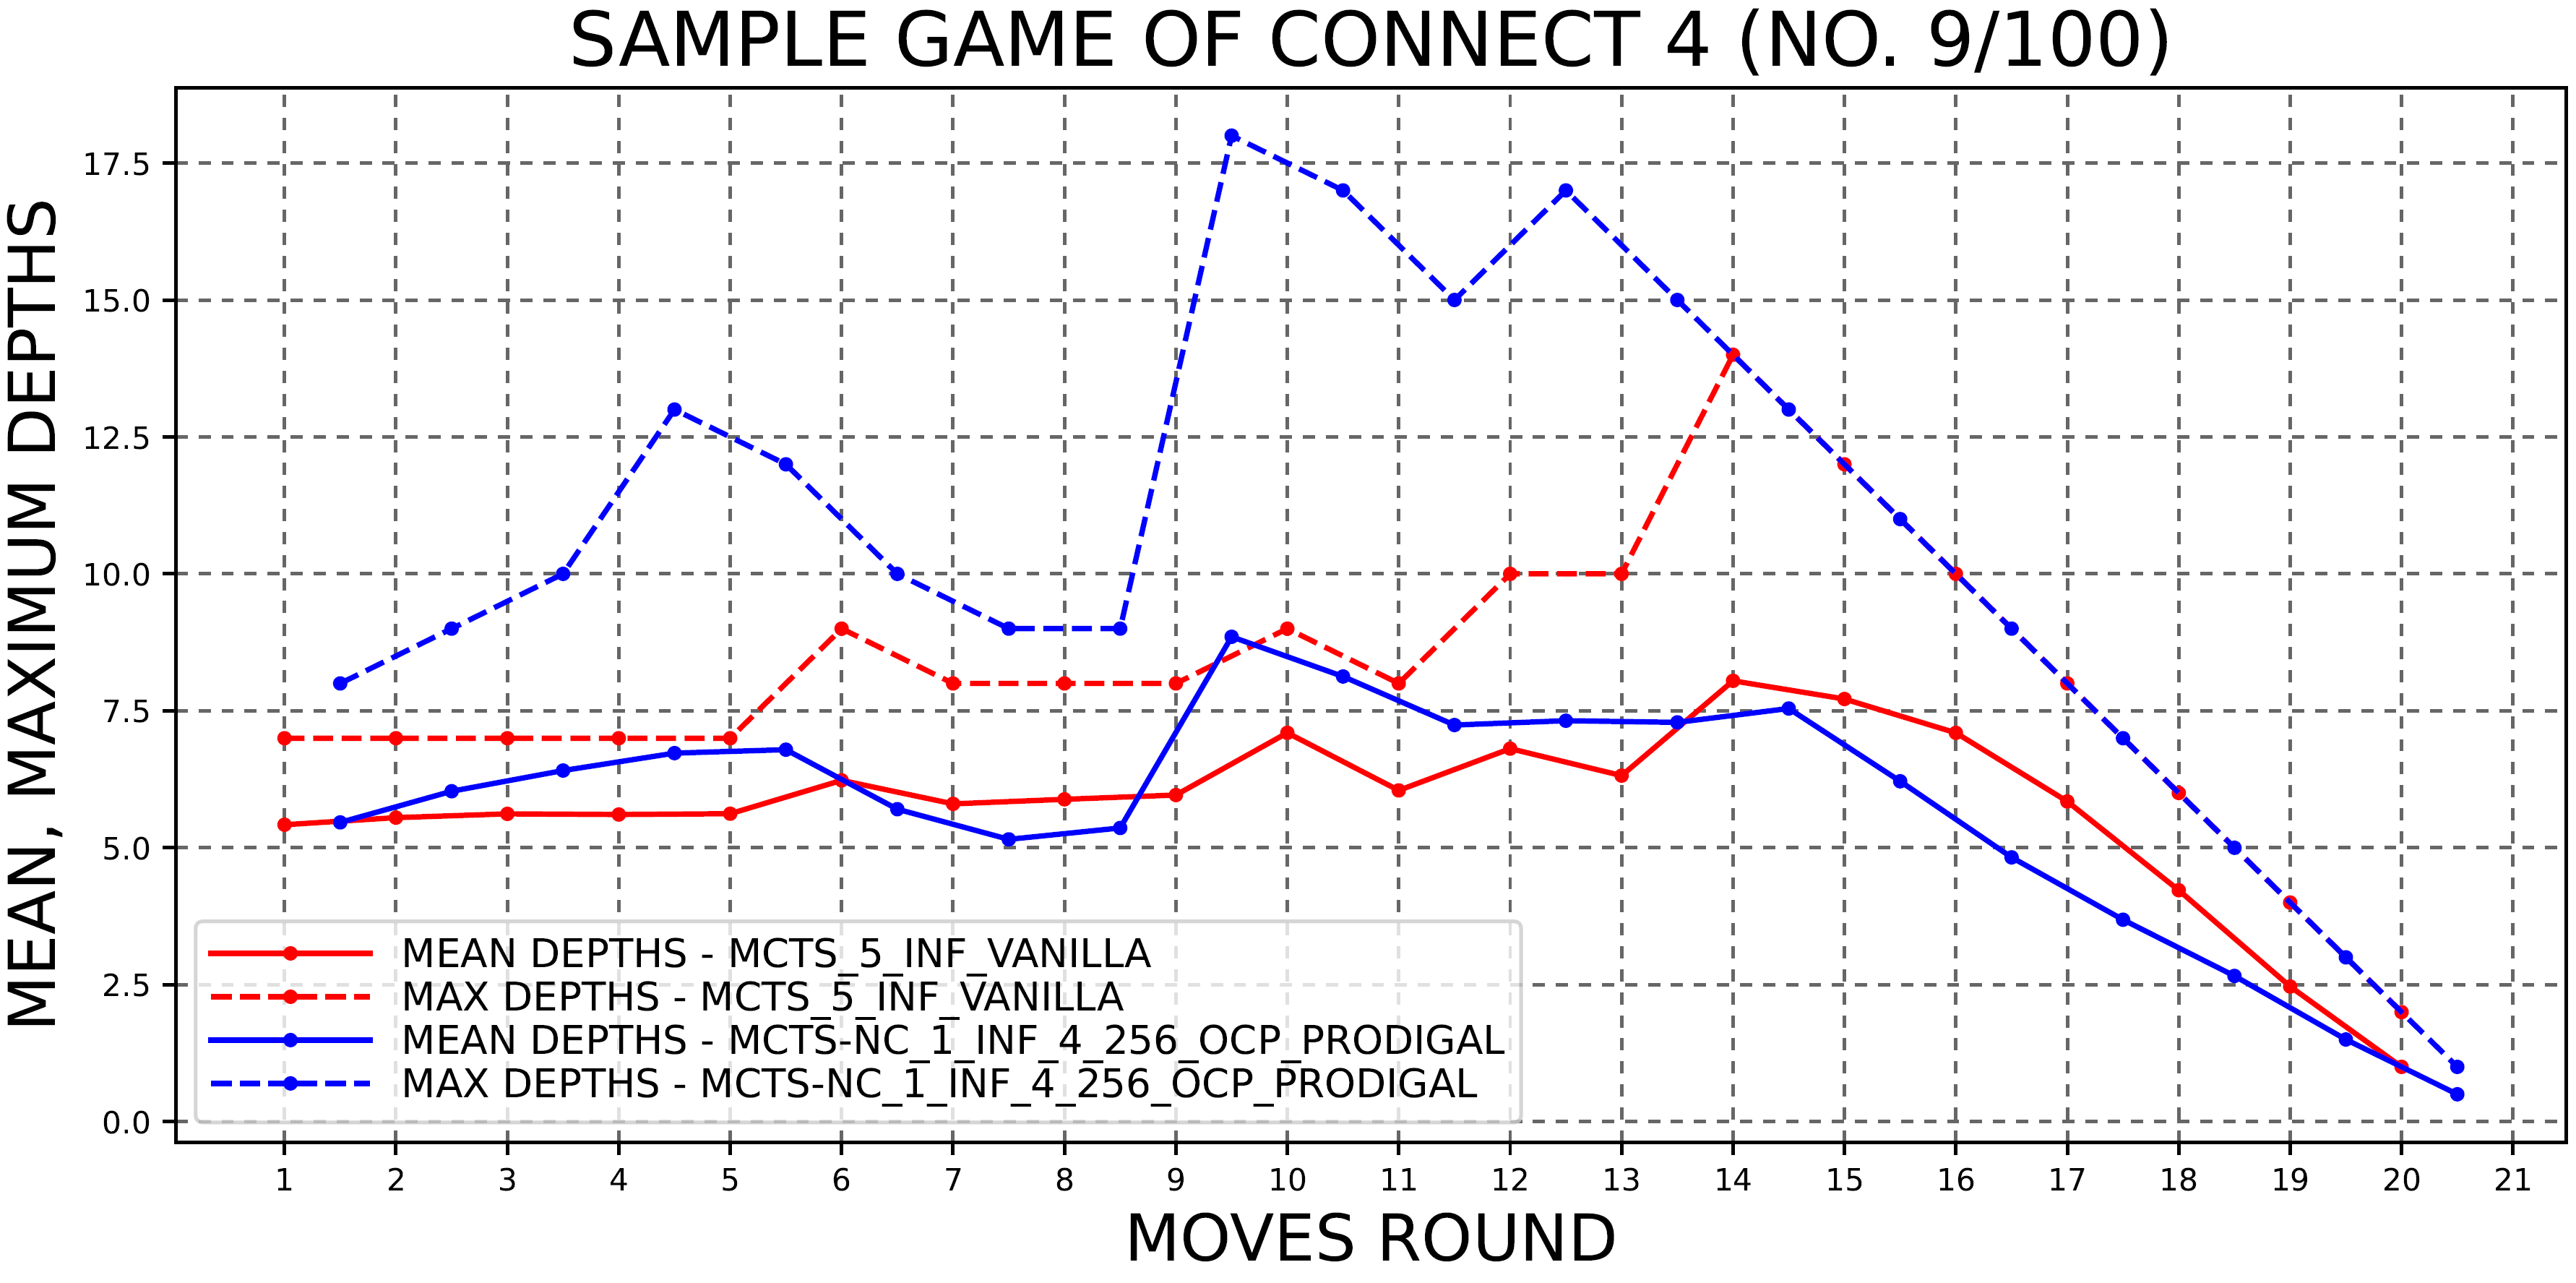 SAMPLE GAME OF CONNECT 4 (NO. 9/100)
MEAN, MAXIMUM DEPTHS
17.5
15.0
12.5
10.0
7.5
5.0
2.5
0.0
MEAN DEPTHS - MCTS_5_INF_VANILLA
MAX DEPTHS - MCTS_5_INF_VANILLA
MEAN DEPTHS - MCTS-NC_1_INF_4_256_OCP_PRODIGAL
MAX DEPTHS - MCTS-NC_1_INF_4_256_OCP_PRODIGAL
1 2 3 4 5 6 7 8 9 10 11 12 13 14 15 16 17 18 19 20 21
MOVES ROUND